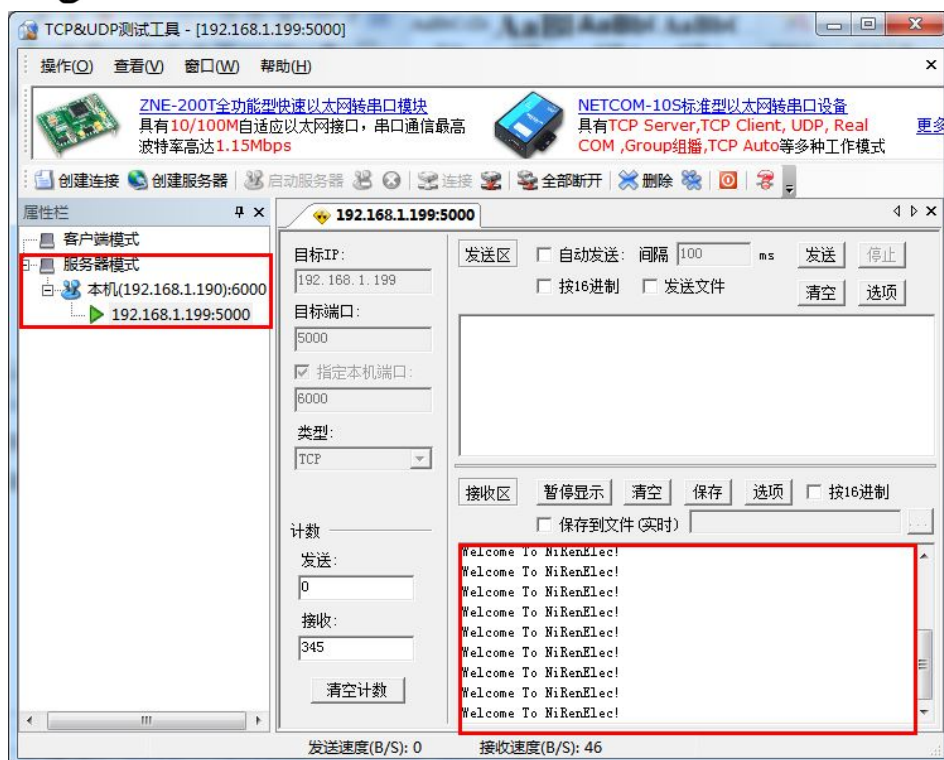 TCP&UDP测试工具 - [192.168.1.199:5000]
操作(O) 查看(V) 窗口(W) 帮助(H)
ZNE-200T全功能型快速以太网转串口模块
具有10/100M自适应以太网接口，串口通信最高
波特率高达1.15Mbps
NETCOM-10S标准型以太网转串口设备
具有TCP Server,TCP Client, UDP, Real
COM ,Group组播,TCP Auto等多种工作模式
更多
创建连接 创建服务器 启动服务器 连接 全部断开 删除
属性栏
客户端模式
服务器模式
本机(192.168.1.190):6000
192.168.1.199:5000
192.168.1.199:5000
目标IP:
192.168.1.199
目标端口:
5000
指定本机端口:
6000
类型:
TCP
计数
发送:
0
接收:
345
清空计数
发送区 自动发送: 间隔 100 ms 发送 停止
按16进制 发送文件 清空 选项
接收区 暂停显示 清空 保存 选项 按16进制
保存到文件(实时) ...
Welcome To NiRenElec!
Welcome To NiRenElec!
Welcome To NiRenElec!
Welcome To NiRenElec!
Welcome To NiRenElec!
Welcome To NiRenElec!
Welcome To NiRenElec!
Welcome To NiRenElec!
Welcome To NiRenElec!
发送速度(B/S): 0 接收速度(B/S): 46